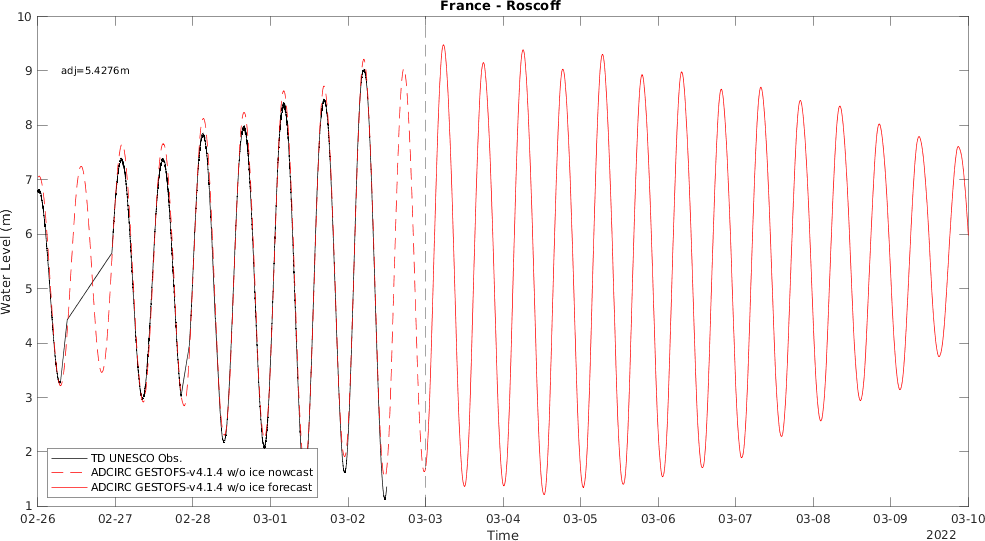 France - Roscoff
10
9
8
7
6
5
4
3
2
1
Water Level (m)
adj=5.4276m
TD UNESCO Obs.
ADCIRC GESTOFS-v4.1.4 w/o ice nowcast
ADCIRC GESTOFS-v4.1.4 w/o ice forecast
02-26 02-27 02-28 03-01 03-02 03-03 03-04 03-05 03-06 03-07 03-08 03-09 03-10
Time
2022